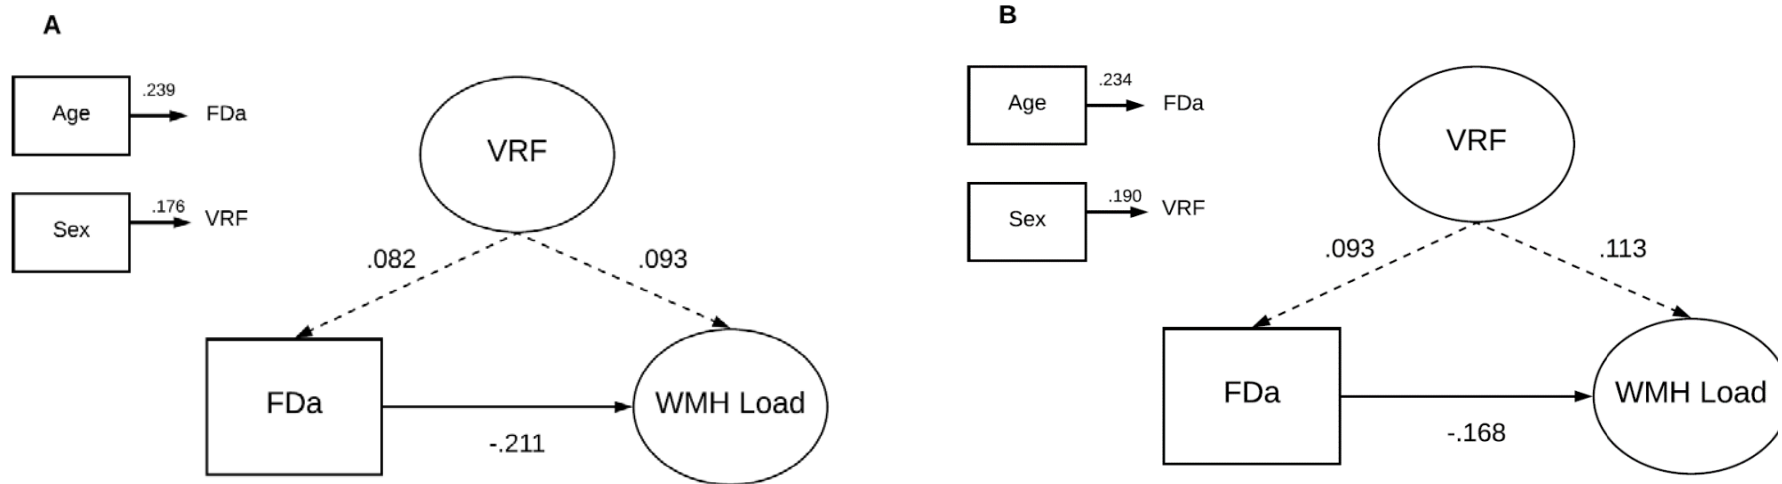 A
Age
.239
FDa
Sex
.176
VRF
VRF
.082
.093
FDa
-.211
WMH Load
B
Age
.234
FDa
Sex
.190
VRF
VRF
.093
.113
FDa
-.168
WMH Load